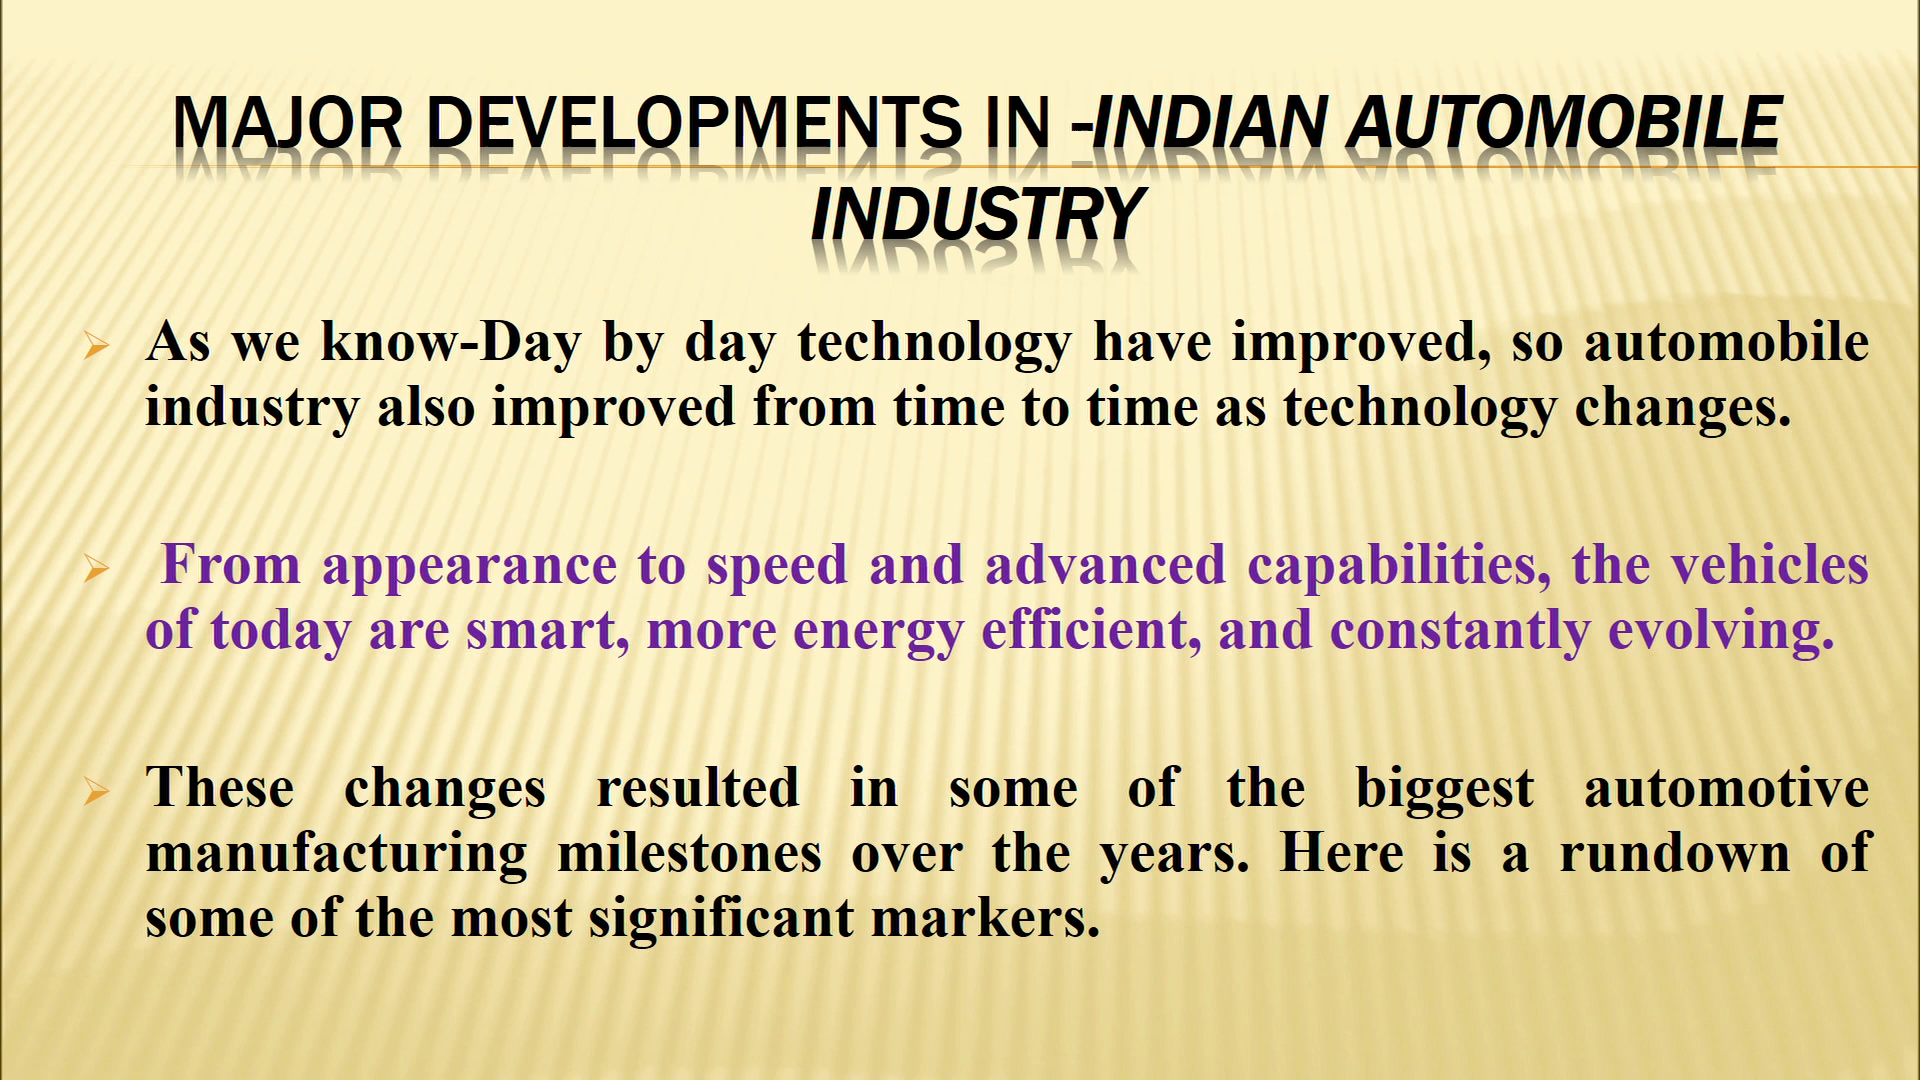 MAJOR DEVELOPMENTS IN -INDIAN AUTOMOBILE
INDUSTRY
As we know-Day by day technology have improved, so automobile
industry also improved from time to time as technology changes.
From appearance to speed and advanced capabilities, the vehicles
of today are smart, more energy efficient, and constantly evolving.
These changes resulted in some of the biggest automotive
manufacturing milestones over the years. Here is a rundown of
some of the most significant markers.